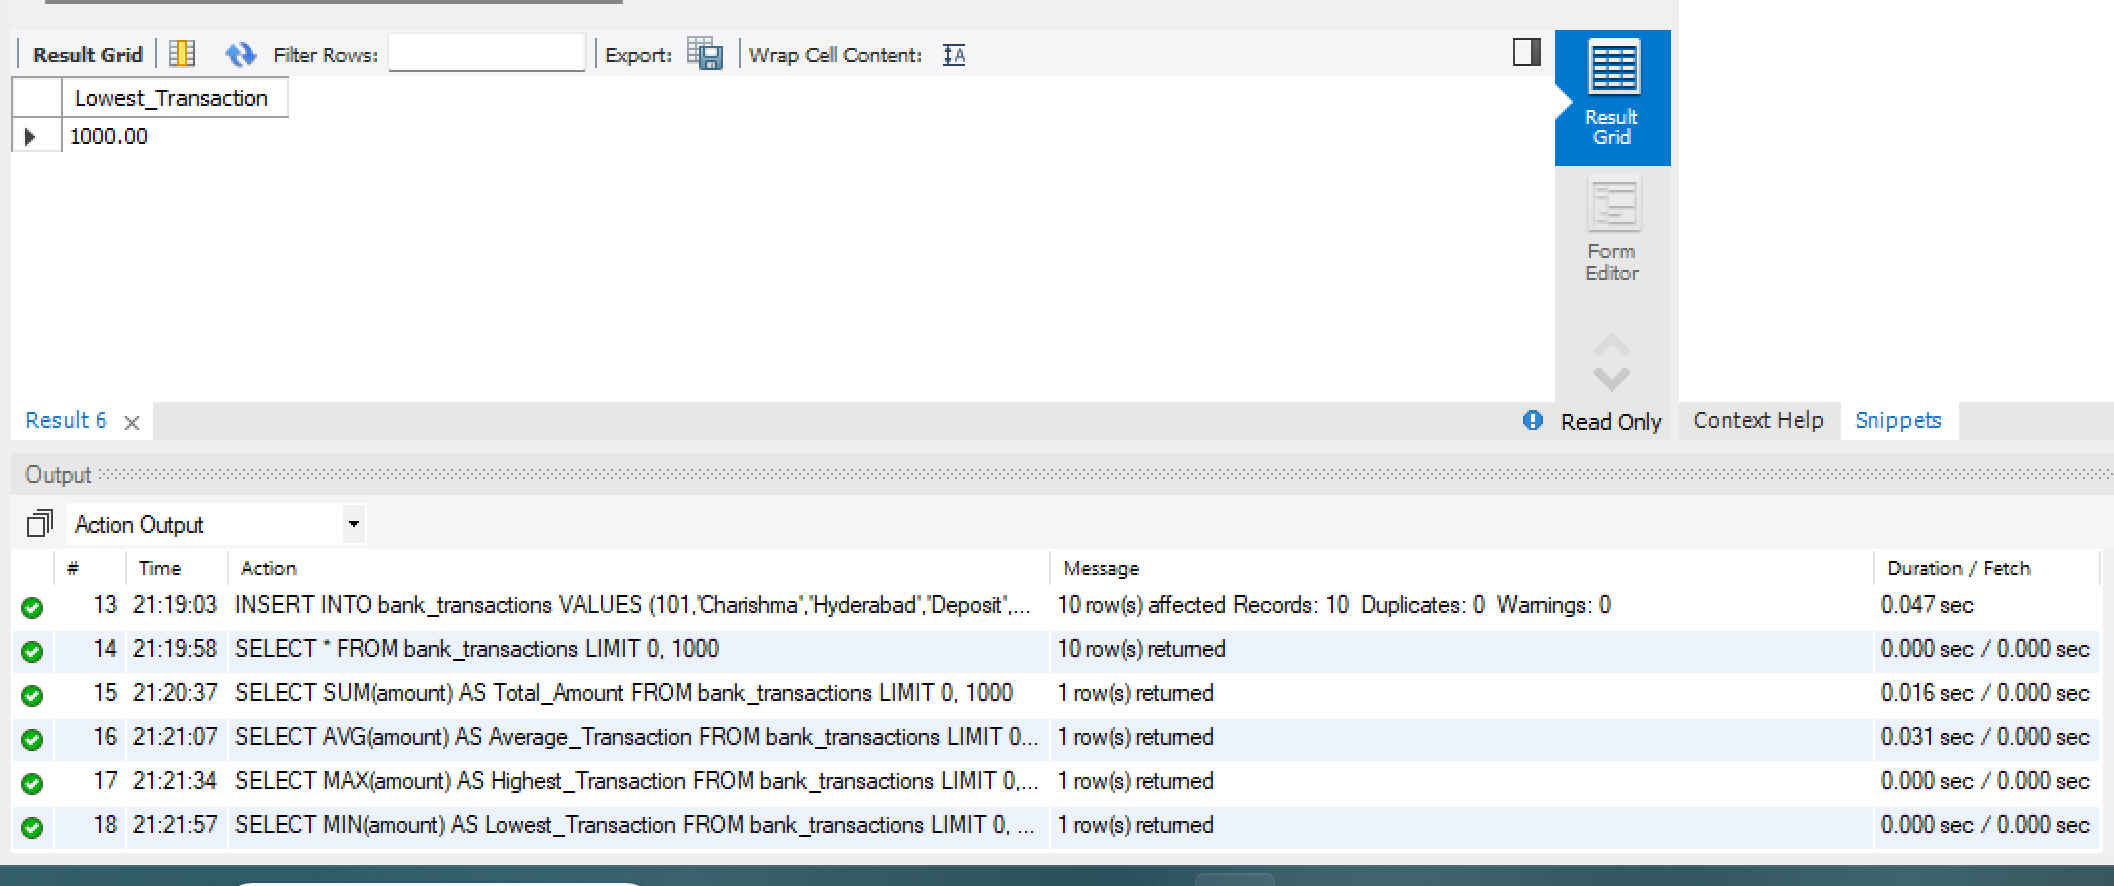 Result Grid Filter Rows: Export: Wrap Cell Content: A
Lowest_Transaction
1000.00
Result
Grid
Form
Editor
Result 6 Read Only Context Help Snippets
Output
Action Output
# Time Action Message Duration / Fetch
13 21:19:03 INSERT INTO bank_transactions VALUES (101,'Charishma','Hyderabad','Deposit',... 10 row(s) affected Records: 10 Duplicates: 0 Warnings: 0 0.047 sec
14 21:19:58 SELECT * FROM bank_transactions LIMIT 0, 1000 10 row(s) returned 0.000 sec / 0.000 sec
15 21:20:37 SELECT SUM(amount) AS Total_Amount FROM bank_transactions LIMIT 0, 1000 1 row(s) returned 0.016 sec / 0.000 sec
16 21:21:07 SELECT AVG(amount) AS Average_Transaction FROM bank_transactions LIMIT 0... 1 row(s) returned 0.031 sec / 0.000 sec
17 21:21:34 SELECT MAX(amount) AS Highest_Transaction FROM bank_transactions LIMIT 0,... 1 row(s) returned 0.000 sec / 0.000 sec
18 21:21:57 SELECT MIN(amount) AS Lowest_Transaction FROM bank_transactions LIMIT 0, ... 1 row(s) returned 0.000 sec / 0.000 sec